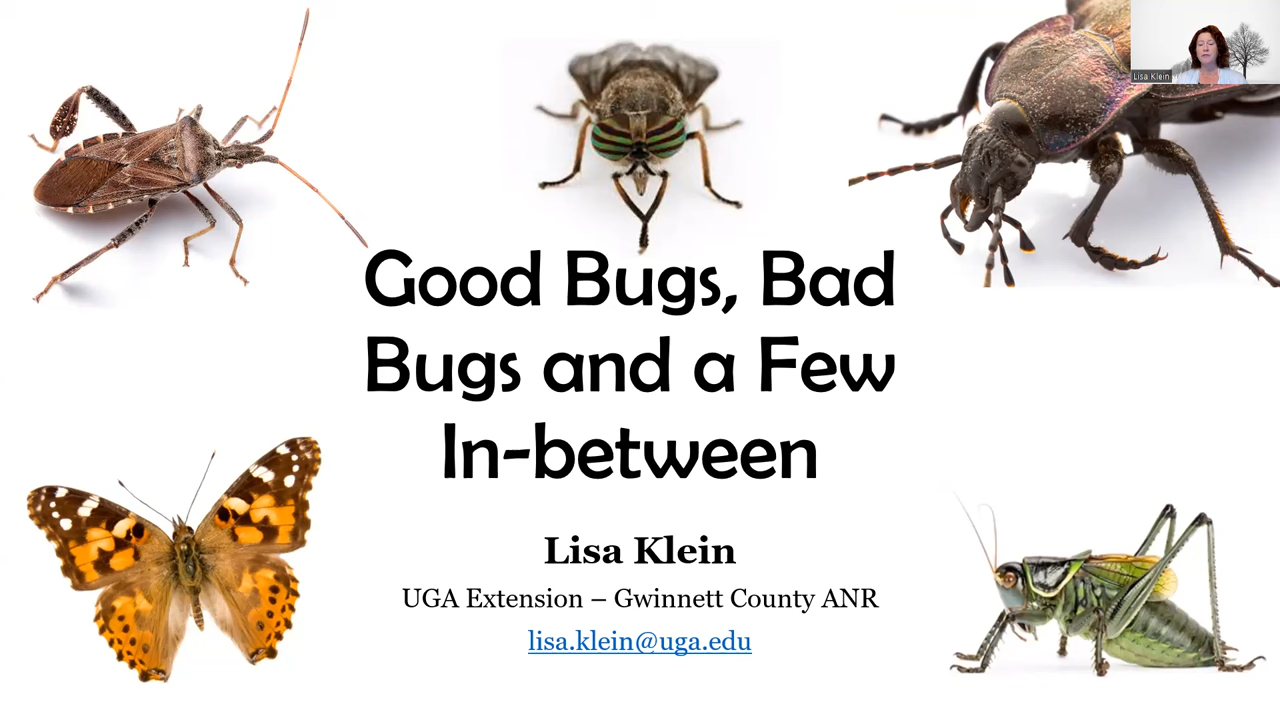 Lisa Klein
Good Bugs, Bad
Bugs and a Few
In-between
Lisa Klein
UGA Extension – Gwinnett County ANR
lisa.klein@uga.edu